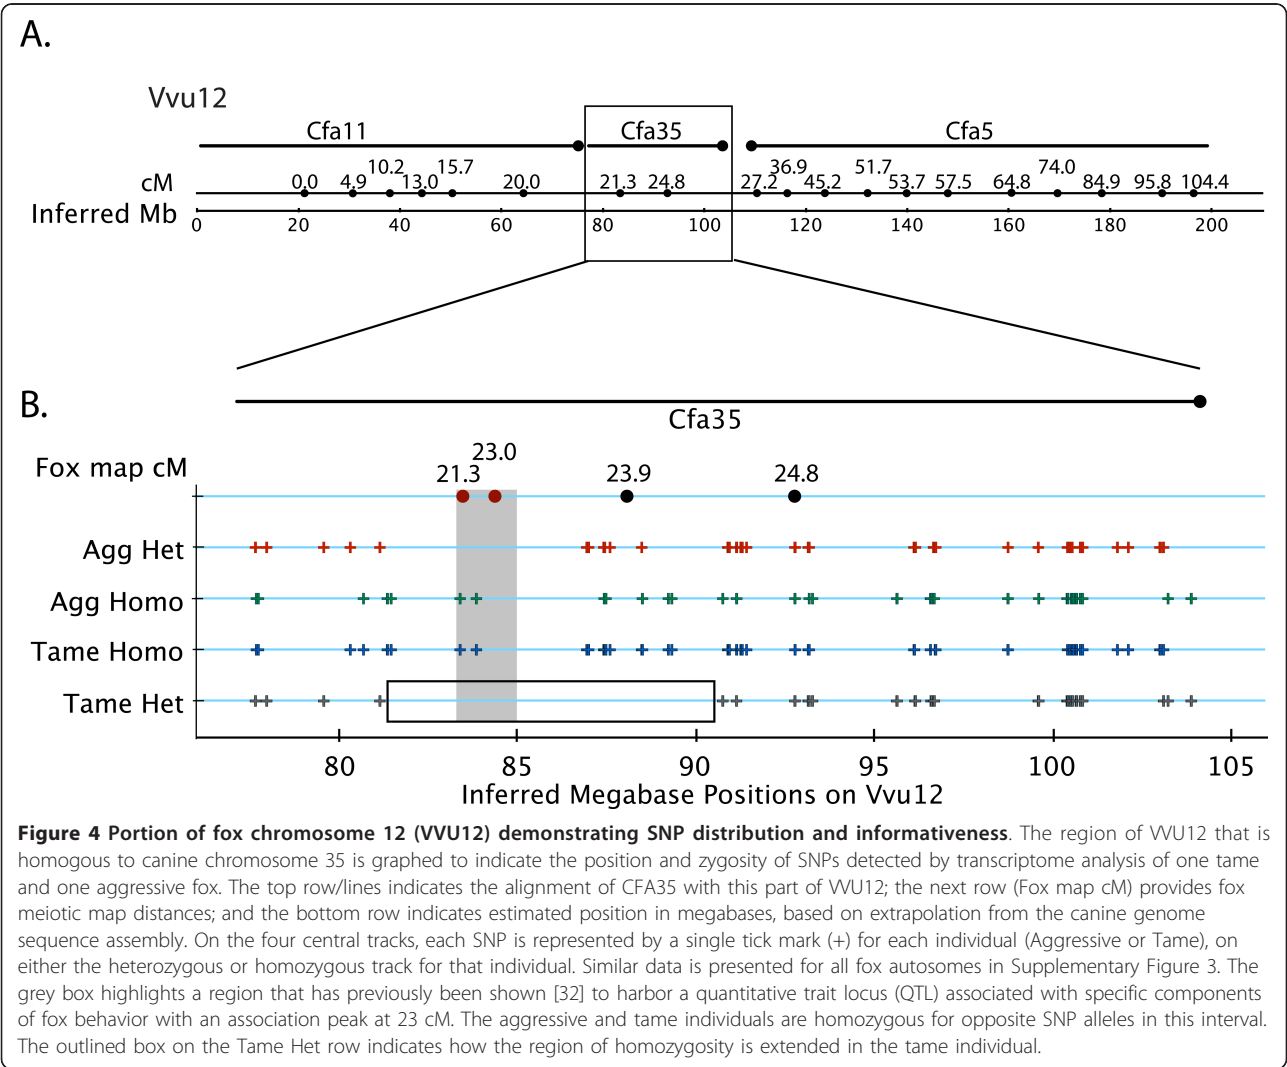 A.
Vvu12
Cfa11 Cfa35 Cfa5
10.2 15.7 36.9 51.7 74.0
cM 0.0 4.9 13.0 20.0 21.3 24.8 27.2 45.2 53.7 57.5 64.8 84.9 95.8 104.4
Inferred Mb
0 20 40 60 80 100 120 140 160 180 200
B.
Cfa35
23.0
Fox map cM 21.3 23.9 24.8
Agg Het
Agg Homo
Tame Homo
Tame Het
80 85 90 95 100 105
Inferred Megabase Positions on Vvu12
Figure 4 Portion of fox chromosome 12 (VVU12) demonstrating SNP distribution and informativeness. The region of VVU12 that is
homogous to canine chromosome 35 is graphed to indicate the position and zygosity of SNPs detected by transcriptome analysis of one tame
and one aggressive fox. The top row/lines indicates the alignment of CFA35 with this part of VVU12; the next row (Fox map cM) provides fox
meiotic map distances; and the bottom row indicates estimated position in megabases, based on extrapolation from the canine genome
sequence assembly. On the four central tracks, each SNP is represented by a single tick mark (+) for each individual (Aggressive or Tame), on
either the heterozygous or homozygous track for that individual. Similar data is presented for all fox autosomes in Supplementary Figure 3. The
grey box highlights a region that has previously been shown [32] to harbor a quantitative trait locus (QTL) associated with specific components
of fox behavior with an association peak at 23 cM. The aggressive and tame individuals are homozygous for opposite SNP alleles in this interval.
The outlined box on the Tame Het row indicates how the region of homozygosity is extended in the tame individual.